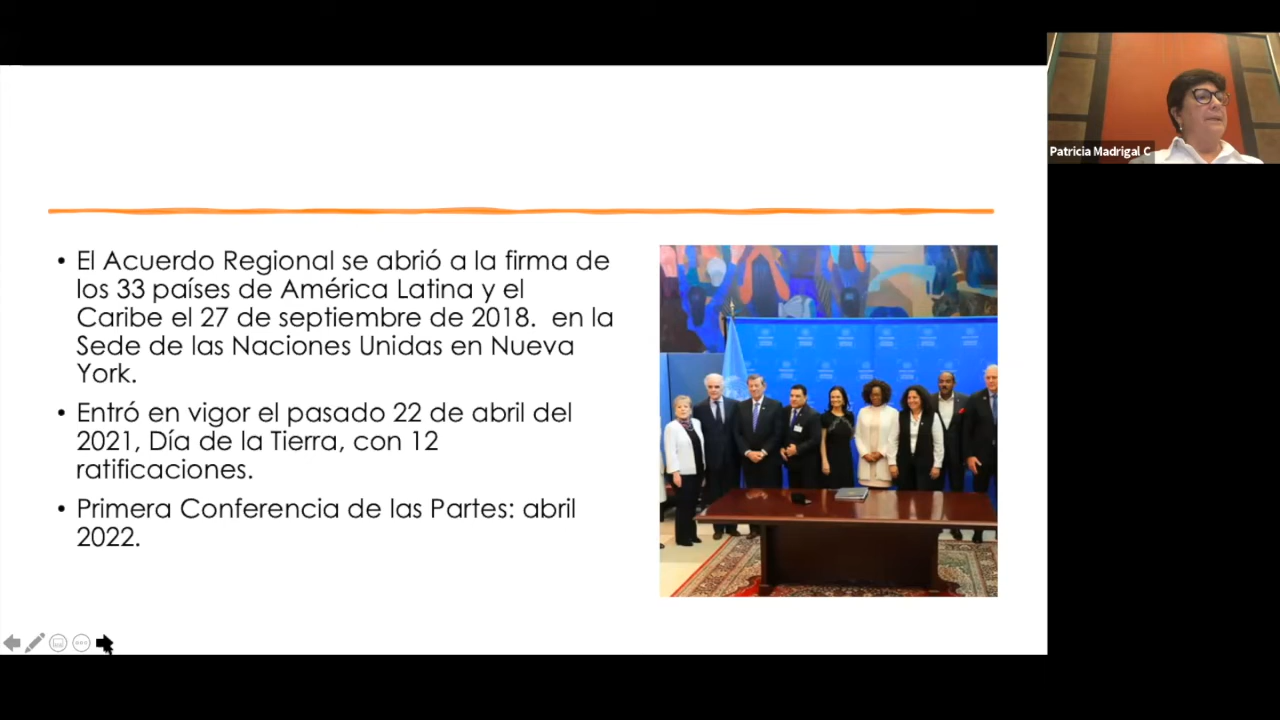 • El Acuerdo Regional se abrió a la firma de
los 33 países de América Latina y el
Caribe el 27 de septiembre de 2018.  en la
Sede de las Naciones Unidas en Nueva
York.
• Entró en vigor el pasado 22 de abril del
2021, Día de la Tierra, con 12
ratificaciones.
• Primera Conferencia de las Partes: abril
2022.
Patricia Madrigal C